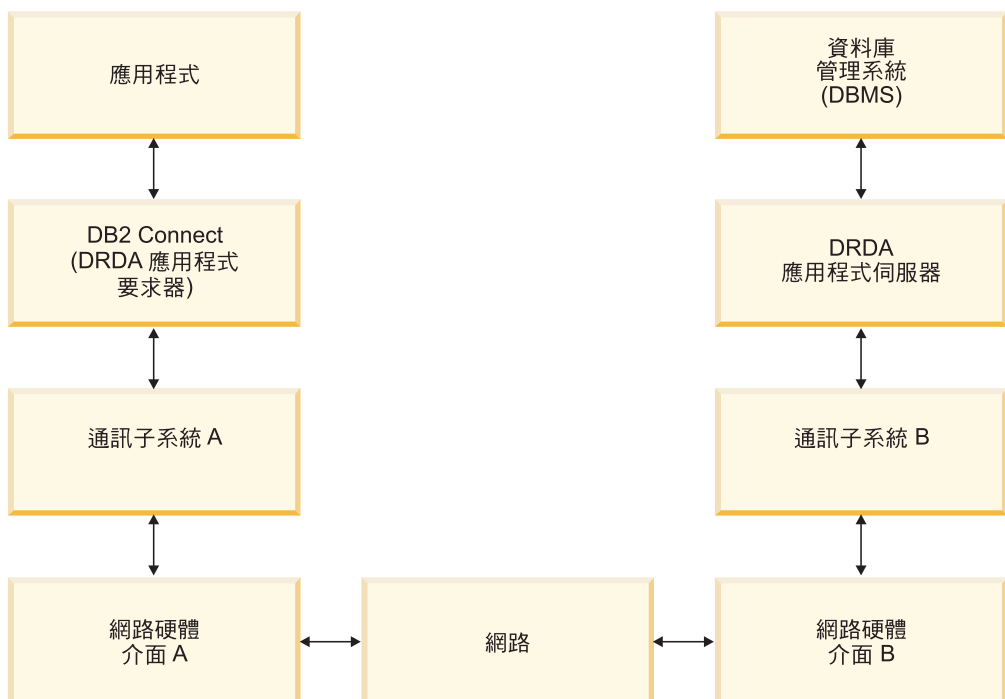 應用程式
資料庫
管理系統
(DBMS)
DB2 Connect
(DRDA 應用程式
要求器)
DRDA
應用程式伺服器
通訊子系統 A
通訊子系統 B
網路硬體
介面 A
網路
網路硬體
介面 B